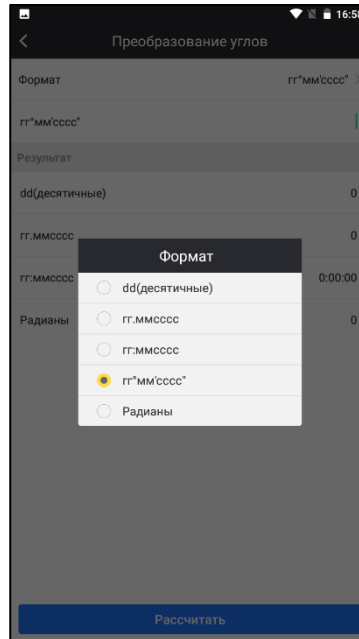 16:58
Преобразование углов
Формат гг°мм'сссс"
гг°мм'сссс"
Результат
dd(десятичные) 0
гг.ммсссс 0
гг:ммсссс 0:00:00
Радианы 0
Формат
dd(десятичные)
гг.ммсссс
гг:ммсссс
гг°мм'сссс"
Радианы
Рассчитать